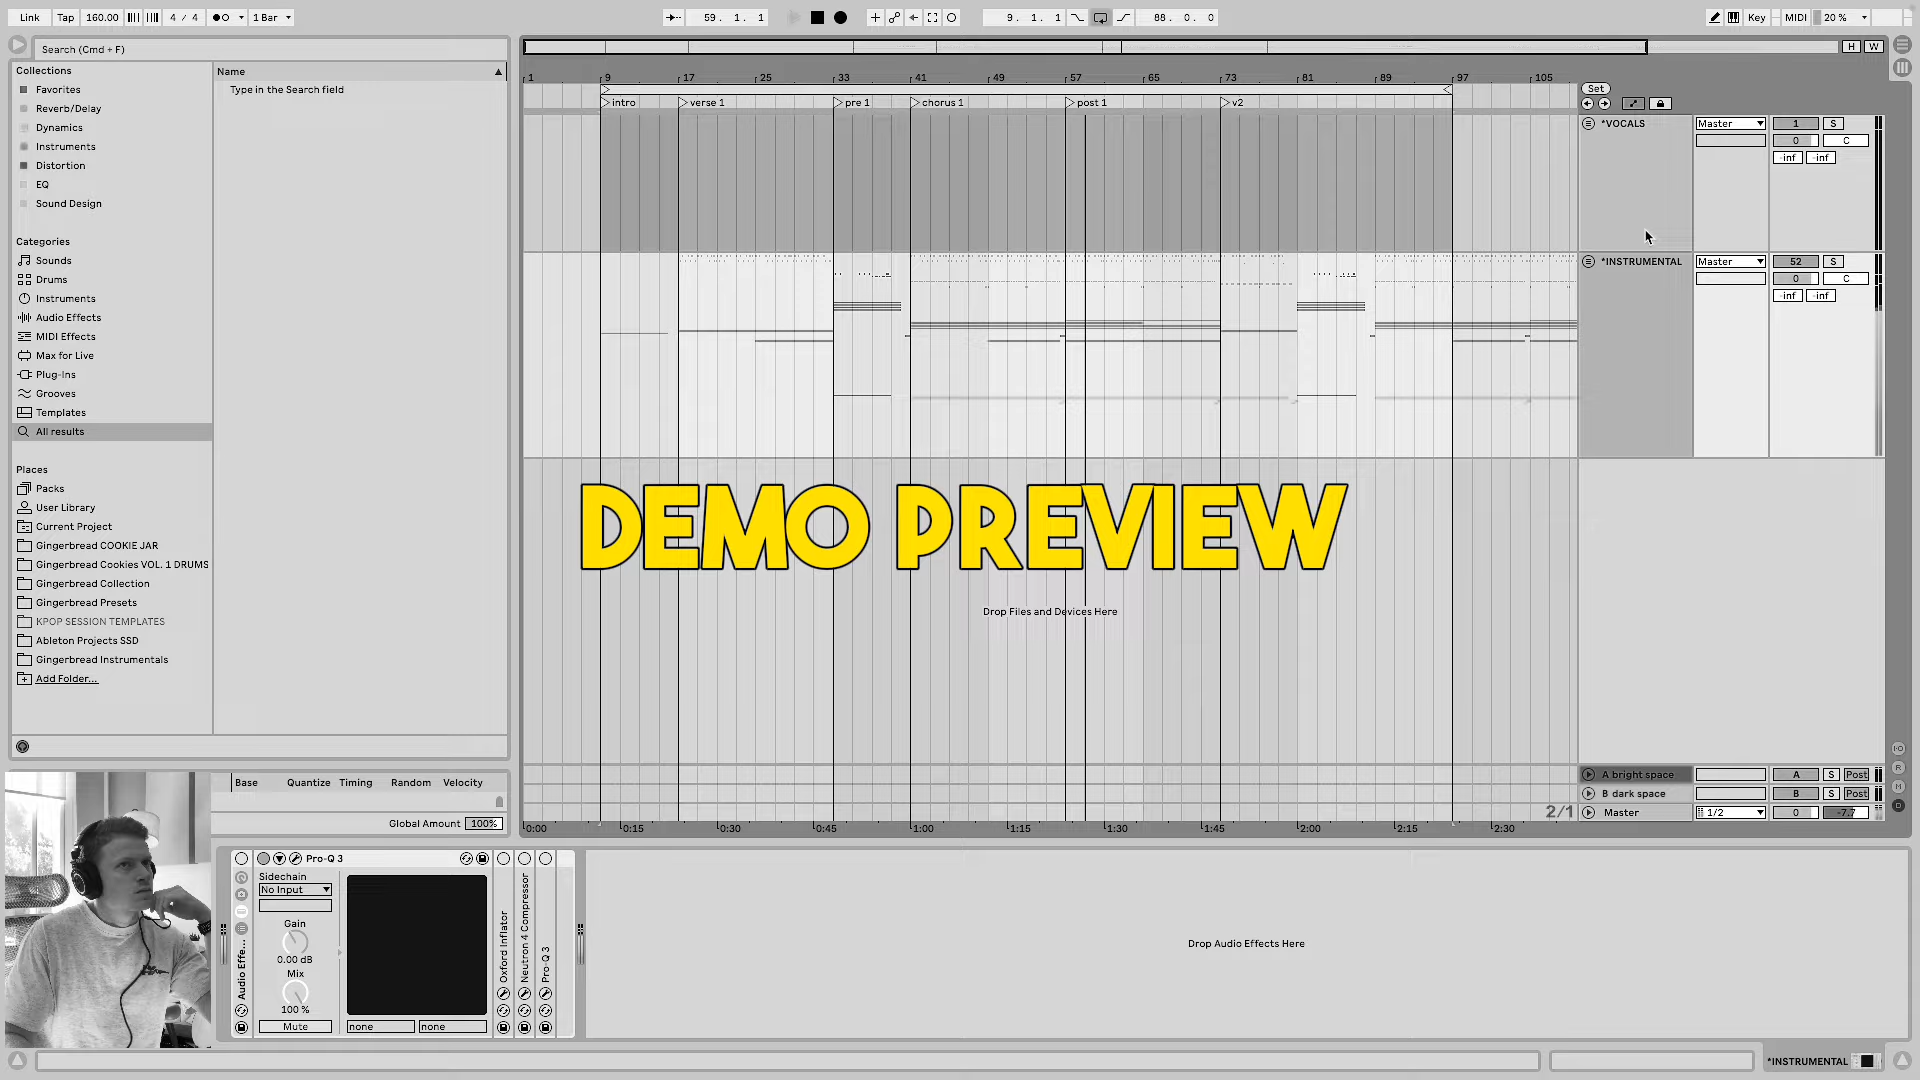 Link Tap 160.00 4 / 4 1 Bar 59. 1. 1 9. 1. 1 88. 0. 0 Key MIDI 20 %
Search (Cmd + F)
H W
Collections
Name
Favorites
Type in the Search field
Reverb/Delay
Dynamics
Instruments
Distortion
EQ
Sound Design
Categories
Sounds
Drums
Instruments
Audio Effects
MIDI Effects
Max for Live
Plug-Ins
Grooves
Templates
All results
Places
Packs
User Library
Current Project
Gingerbread COOKIE JAR
Gingerbread Cookies VOL. 1 DRUMS
Gingerbread Collection
Gingerbread Presets
KPOP SESSION TEMPLATES
Ableton Projects SSD
Gingerbread Instrumentals
Add Folder...
1 9 17 25 33 41 49 57 65 73 81 89 97 105
Set
intro verse 1 pre 1 chorus 1 post 1 v2
*VOCALS Master 1 S
0 C
-inf -inf
*INSTRUMENTAL Master 52 S
0 C
-inf -inf
DEMO PREVIEW
Drop Files and Devices Here
A bright space A S Post
B dark space B S Post
2/1 Master 1/2 0 -7.7
0:00 0:15 0:30 0:45 1:00 1:15 1:30 1:45 2:00 2:15 2:30
I·O
R
M
D
Base Quantize Timing Random Velocity
Global Amount 100%
Audio Effe...
Pro-Q 3
Sidechain
No Input
Gain
0.00 dB
Mix
100 %
Mute none none
Oxford Inflator
Neutron 4 Compressor
Pro-Q 3
Drop Audio Effects Here
*INSTRUMENTAL